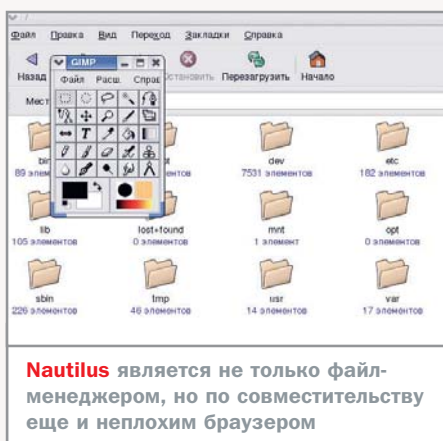 /
Файл Правка Вид Переход Закладки Справка
GIMP
Назад Остановить Перезагрузить Начало
Файл Расш. Справ
Мест
bin dev etc
89 элем ентов 7531 элементов 182 элементов
lib lost+found mnt opt
105 элементов 0 элементов 1 элемент 0 элементов
sbin tmp usr var
226 элементов 46 элементов 14 элементов 17 элементов
Nautilus является не только файл-
менеджером, но по совместительству
еще и неплохим браузером